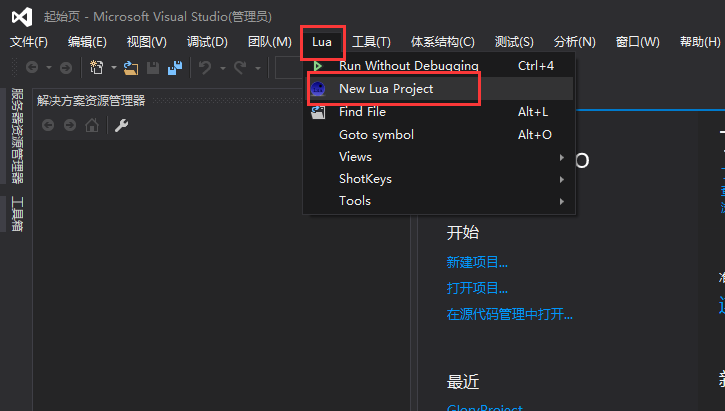 起始页 - Microsoft Visual Studio(管理员)
文件(F) 编辑(E) 视图(V) 调试(D) 团队(M) Lua 工具(T) 体系结构(C) 测试(S) 分析(N) 窗口(W) 帮助(H)
Run Without Debugging Ctrl+4
New Lua Project
Find File Alt+L
Goto symbol Alt+O
Views
ShotKeys
Tools
服务器资源管理器
工具箱
解决方案资源管理器
开始
新建项目...
打开项目...
在源代码管理中打开...
最近
GloryProject